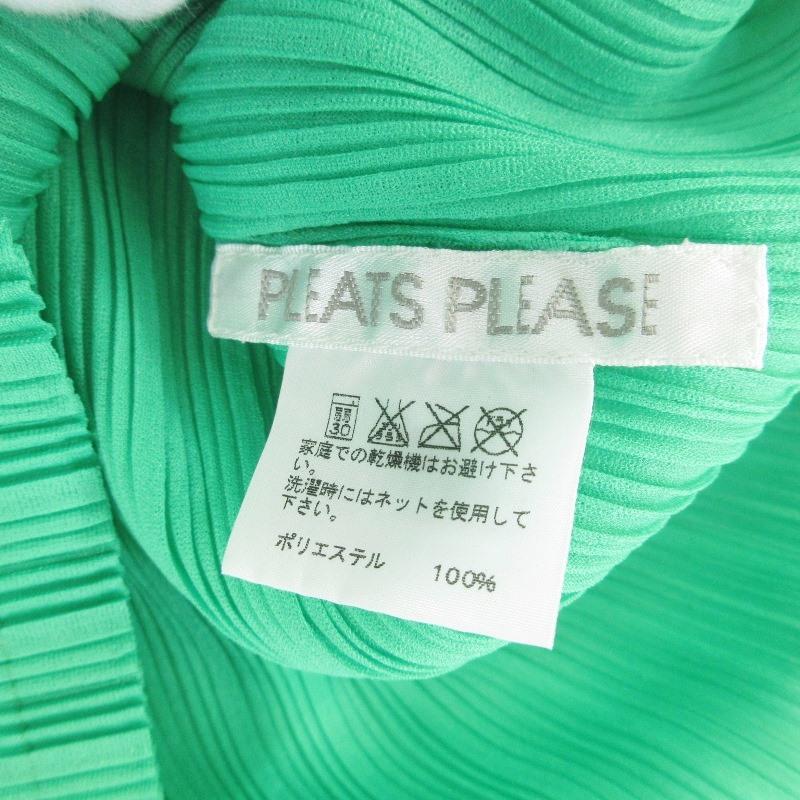 PLEATS PLEASE
弱
30
家庭での乾燥機はお避け下さ
い。
洗濯時にはネットを使用して
下さい。
ポリエステル 100%